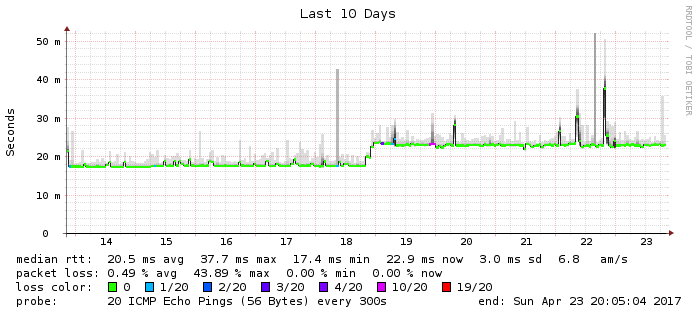 Last 10 Days
RRDTOOL / TOBI OETIKER
Seconds
50 m
40 m
30 m
20 m
10 m
0
14 15 16 17 18 19 20 21 22 23
median rtt: 20.5 ms avg 37.7 ms max 17.4 ms min 22.9 ms now 3.0 ms sd 6.8 am/s
packet loss: 0.49 % avg 43.89 % max 0.00 % min 0.00 % now
loss color: 0 1/20 2/20 3/20 4/20 10/20 19/20
probe: 20 ICMP Echo Pings (56 Bytes) every 300s end: Sun Apr 23 20:05:04 2017